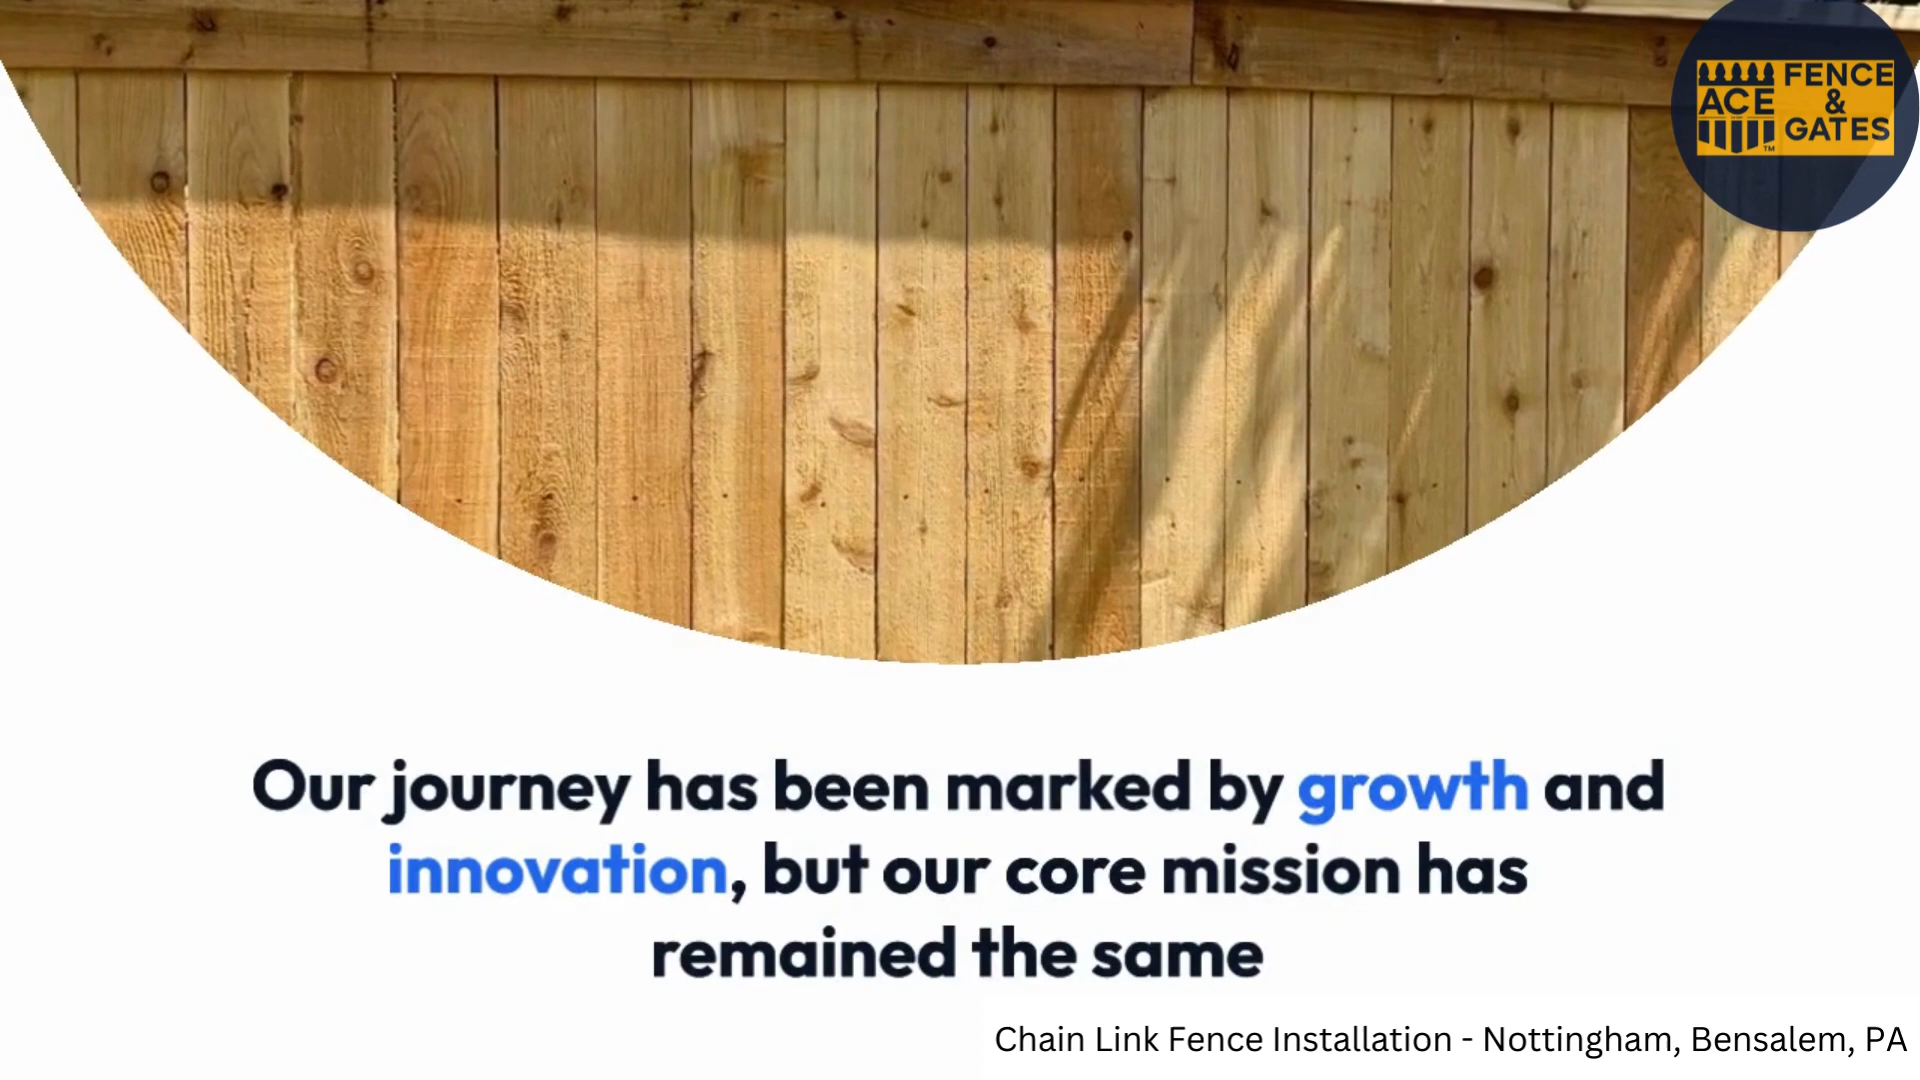 ACE
FENCE
&
GATES
TM
Our journey has been marked by growth and
innovation, but our core mission has
remained the same
Chain Link Fence Installation - Nottingham, Bensalem, PA